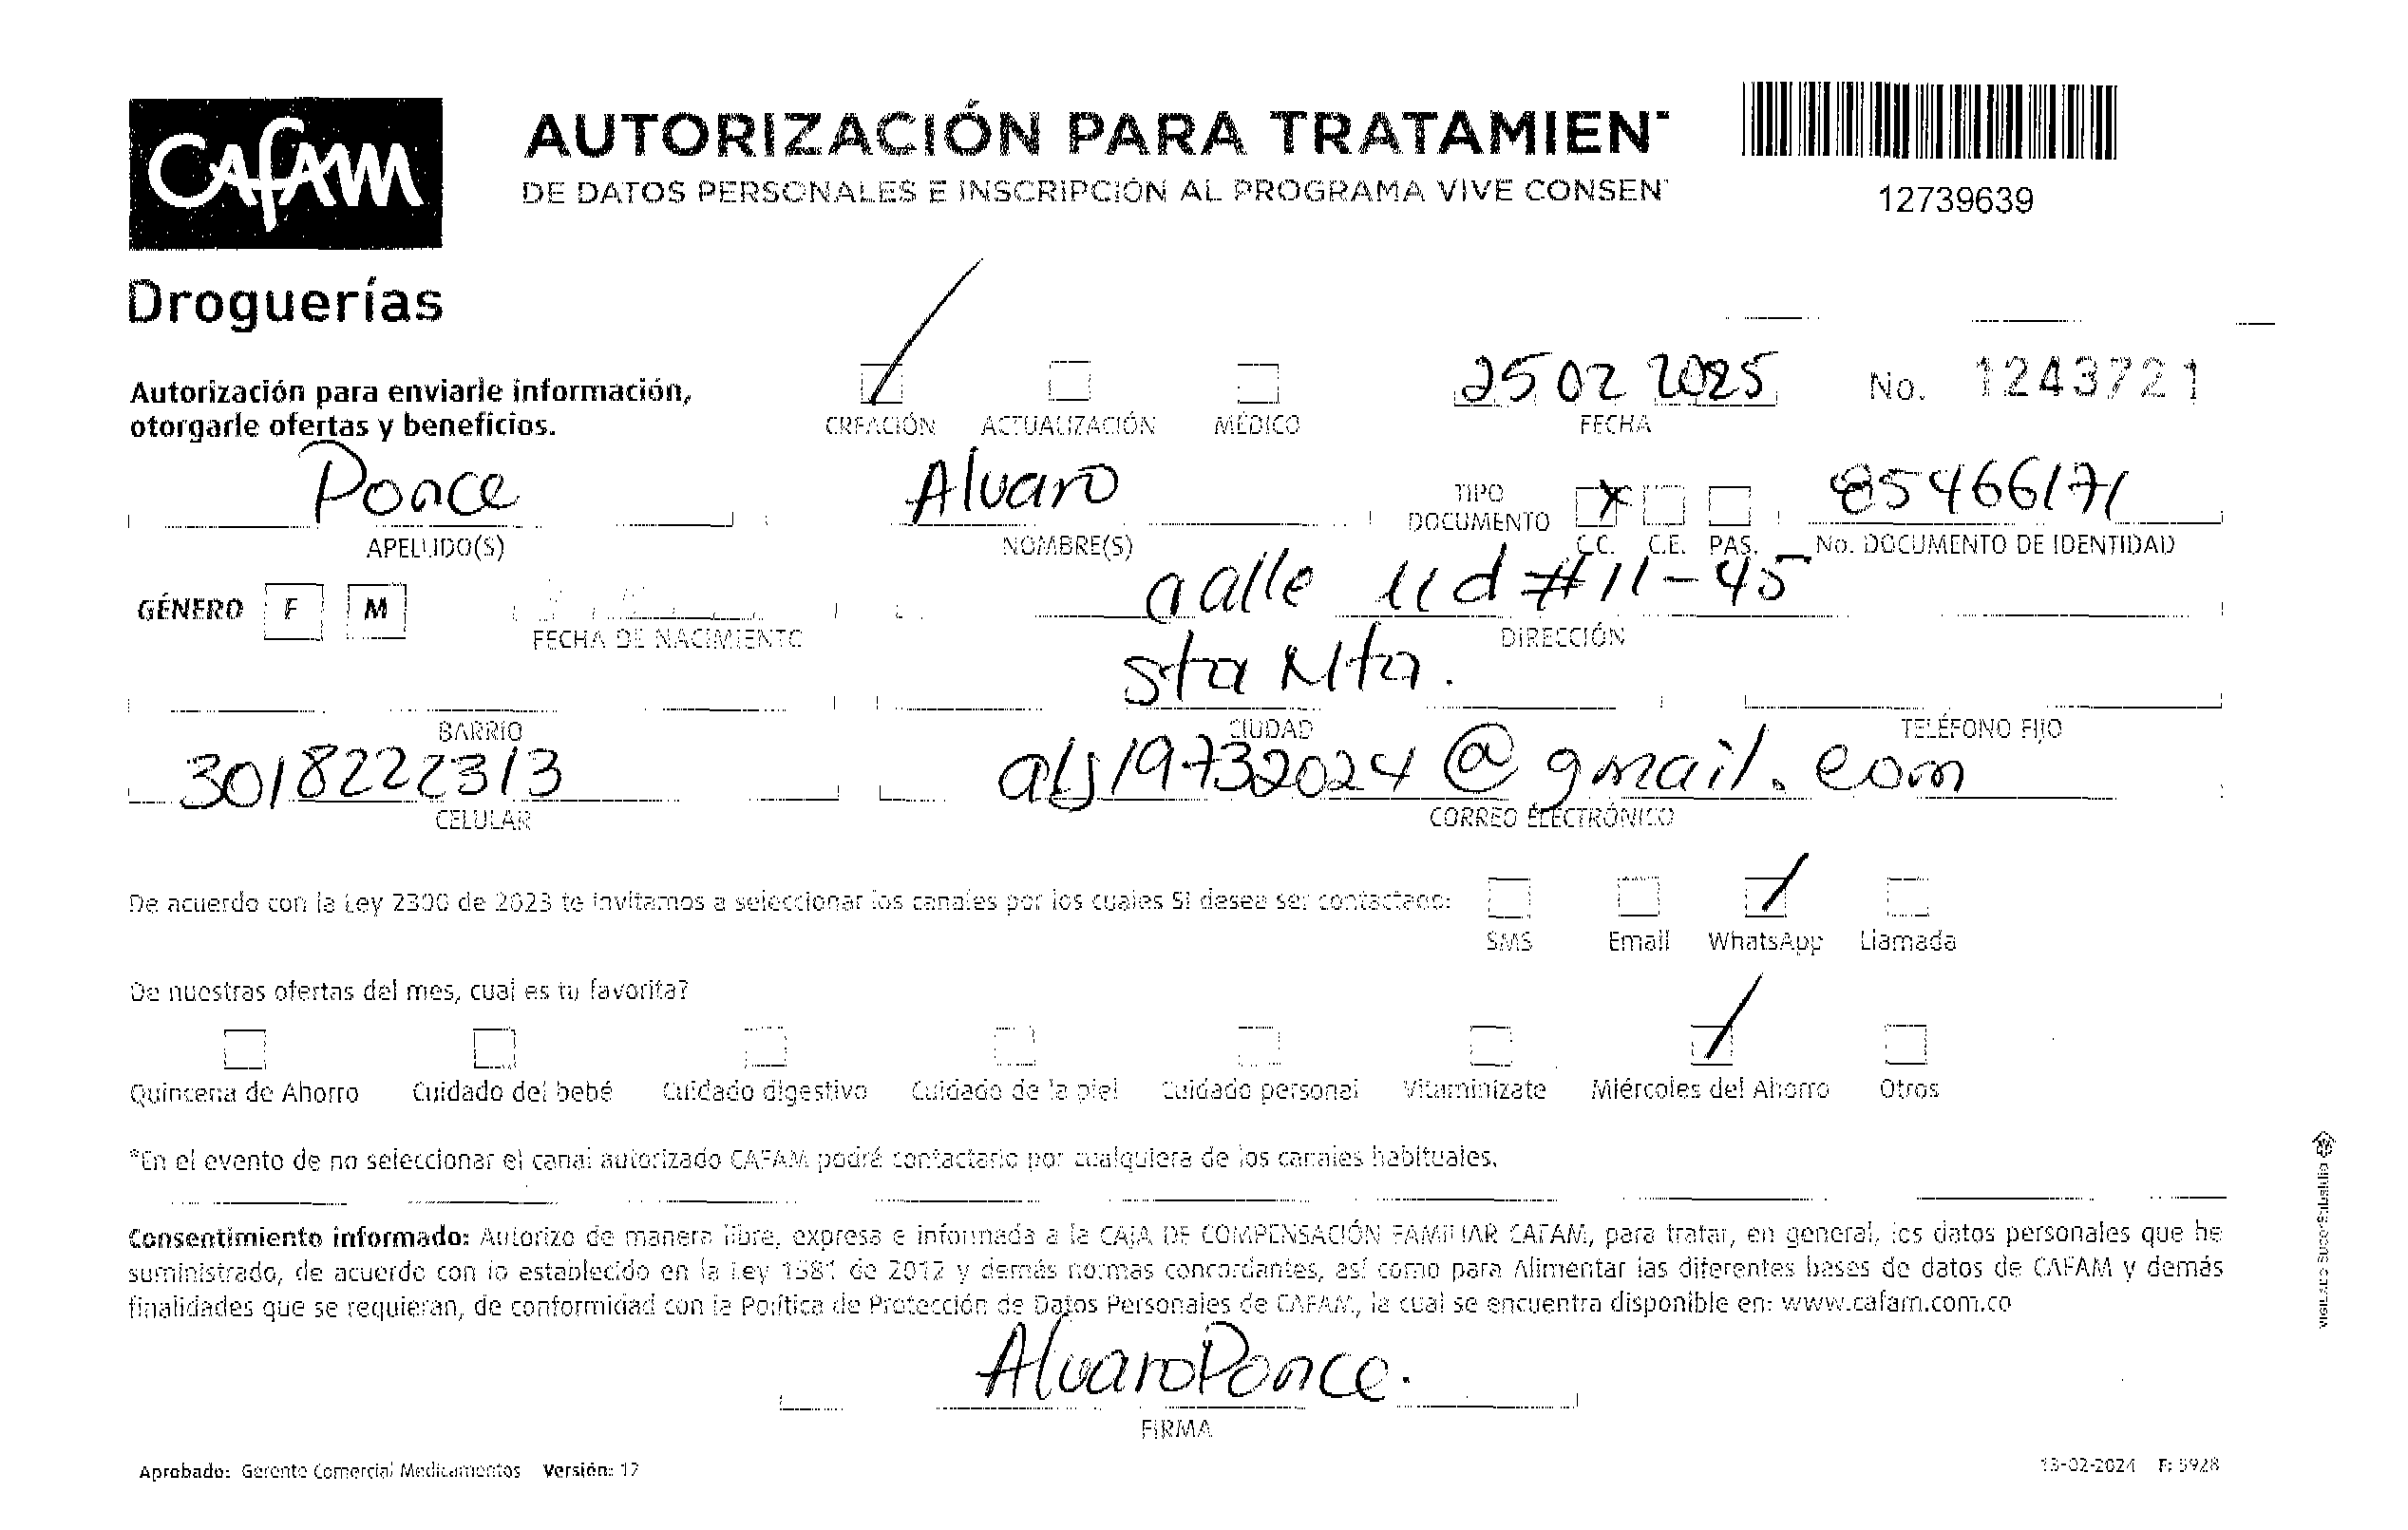 CAFAM
Droguerías
AUTORIZACIÓN PARA TRATAMIEN
DE DATOS PERSONALES E INSCRIPCIÓN AL PROGRAMA VIVE CONSEN
12739639
Autorización para enviarle información,
otorgarle ofertas y beneficios.
CREACIÓN ACTUALIZACIÓN MÉDICO
25 02 2025
FECHA
No. 1243721
Ponce
APELLIDO(S)
Alvaro
NOMBRE(S)
TIPO
DOCUMENTO
X
C.C. C.E. PAS.
85466171
No. DOCUMENTO DE IDENTIDAD
GÉNERO F M
FECHA DE NACIMIENTO
calle 11d #11-45
DIRECCIÓN
BARRIO
Sta Mta.
CIUDAD
TELÉFONO FIJO
3018222313
CELULAR
@gmail.com
CORREO ELECTRÓNICO
De acuerdo con la Ley 2300 de 2023 te invitamos a seleccionar los canales por los cuales SI desea ser contactado:
SMS Email WhatsApp Llamada
De nuestras ofertas del mes, cual es tu favorita?
Quincena de Ahorro Cuidado del bebé Cuidado digestivo Cuidado de la piel Cuidado personal Vitaminízate Miércoles del Ahorro Otros
*En el evento de no seleccionar el canal autorizado CAFAM podrá contactarlo por cualquiera de los canales habituales.
Consentimiento informado: Autorizo de manera libre, expresa e informada a la CAJA DE COMPENSACIÓN FAMILIAR CAFAM, para tratar, en general, los datos personales que he
suministrado, de acuerdo con lo establecido en la Ley 1581 de 2012 y demás normas concordantes, así como para Alimentar las diferentes bases de datos de CAFAM y demás
finalidades que se requieran, de conformidad con la Política de Protección de Datos Personales de CAFAM, la cual se encuentra disponible en: www.cafam.com.co
Alvaro Ponce.
FIRMA
Aprobado: Gerente Comercial Medicamentos Versión: 12
13-02-2024 F: 5928
VIGILADO SuperSubsidio